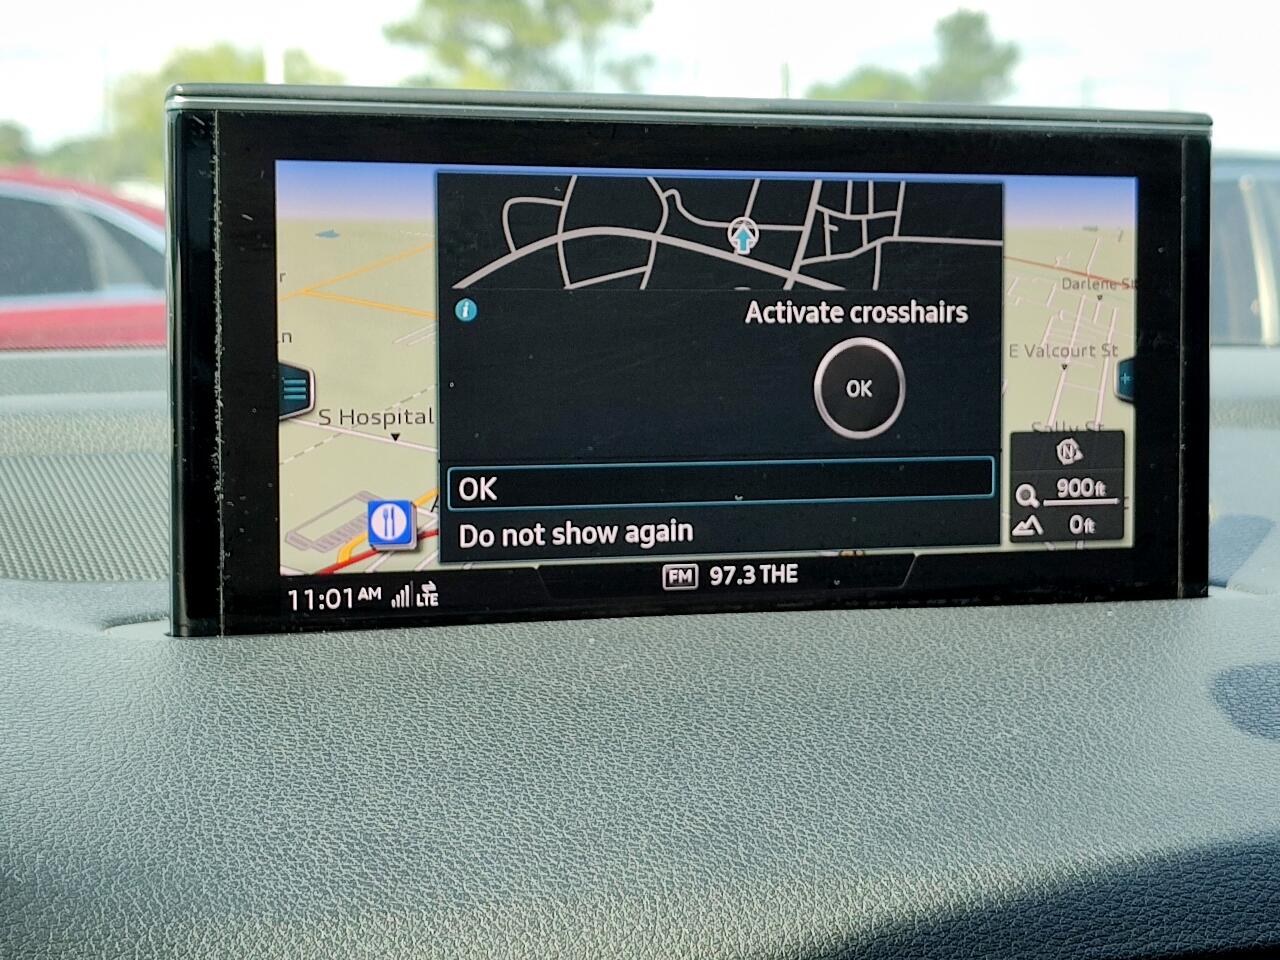 Activate crosshairs
OK
OK
Do not show again
S Hospital
Darlene St
E Valcourt St
Sally St
N
900ft
0ft
11:01 AM
LTE
FM 97.3 THE